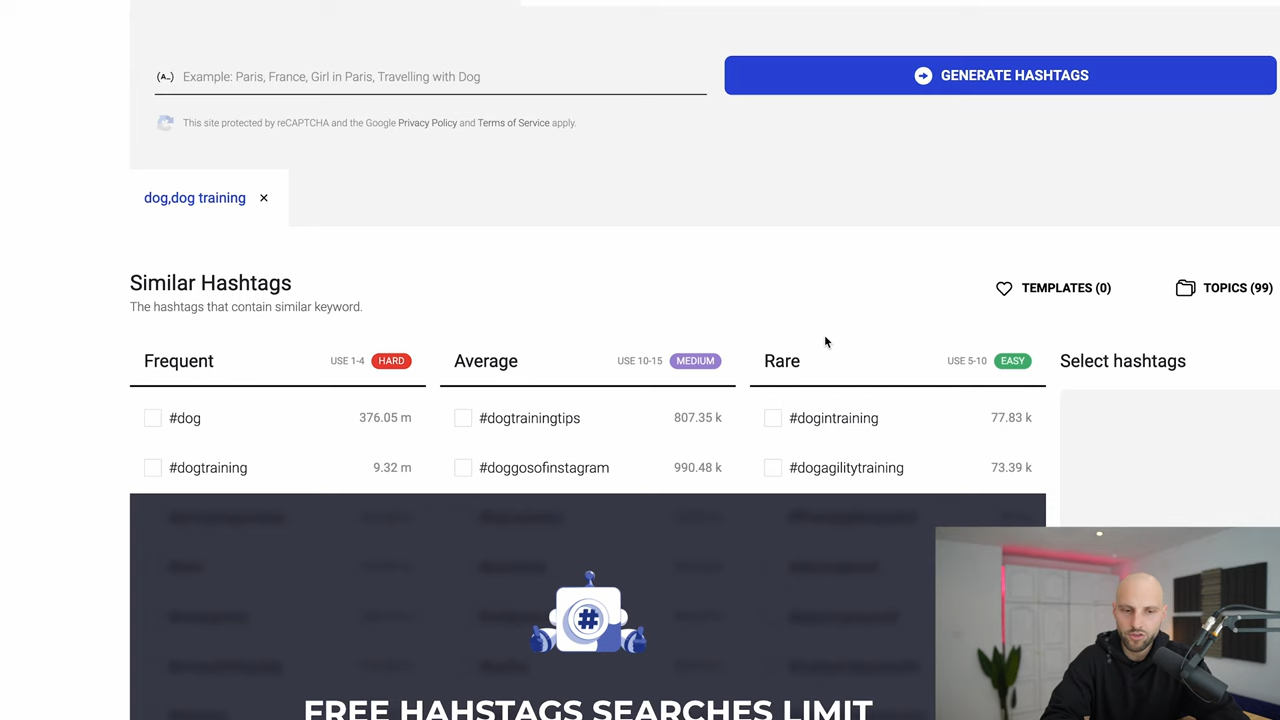 (A..) Example: Paris, France, Girl in Paris, Travelling with Dog
GENERATE HASHTAGS
This site protected by reCAPTCHA and the Google Privacy Policy and Terms of Service apply.
dog,dog training ×
Similar Hashtags
The hashtags that contain similar keyword.
TEMPLATES (0)
TOPICS (99)
Frequent USE 1-4 HARD
Average USE 10-15 MEDIUM
Rare USE 5-10 EASY
Select hashtags
#dog 376.05 m
#dogtrainingtips 807.35 k
#dogintraining 77.83 k
#dogtraining 9.32 m
#doggosofinstagram 990.48 k
#dogagilitytraining 73.39 k
#
FREE HAHSTAGS SEARCHES LIMIT